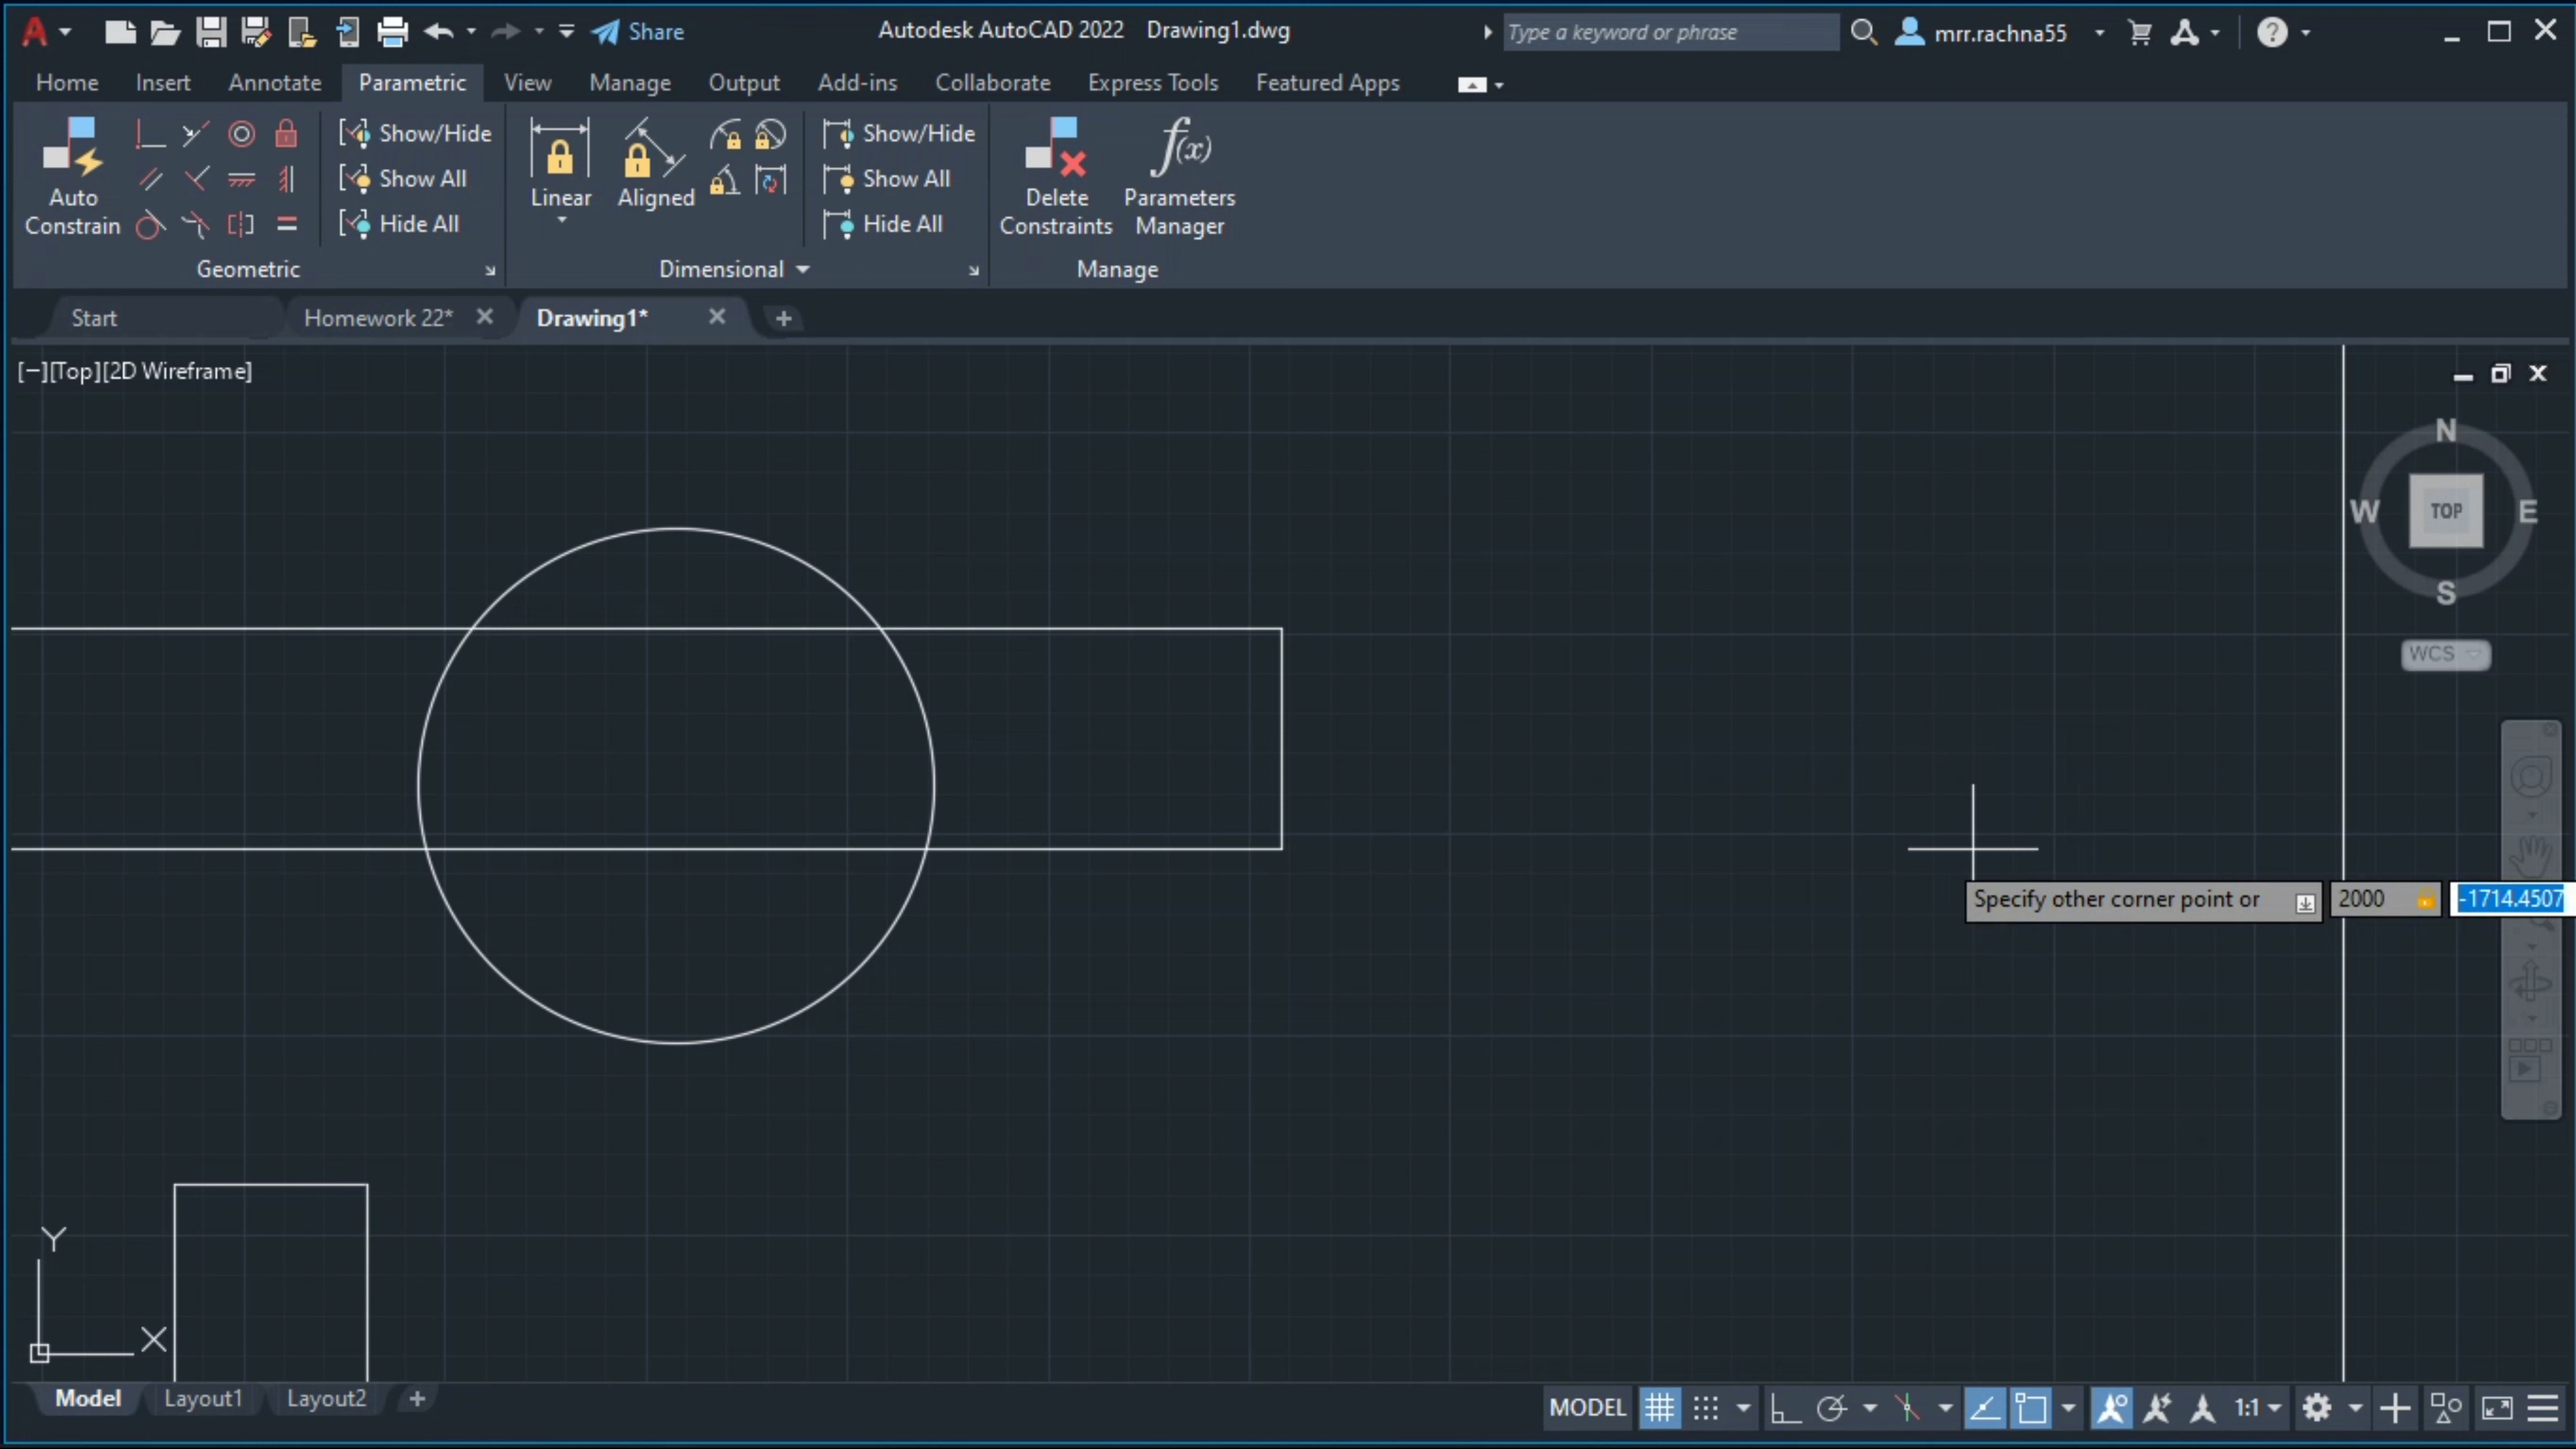 Share
Autodesk AutoCAD 2022 Drawing1.dwg
Type a keyword or phrase
mrr.rachna55
Home Insert Annotate Parametric View Manage Output Add-ins Collaborate Express Tools Featured Apps
Auto
Constrain
Show/Hide
Show All
Hide All
Geometric
Linear
Aligned
Show/Hide
Show All
Hide All
Dimensional
Delete
Constraints
Parameters
Manager
Manage
Start Homework 22* Drawing1*
[−][Top][2D Wireframe]
N
W TOP E
S
WCS
Specify other corner point or 2000 -1714.4507
Y
X
Model Layout1 Layout2
MODEL 1:1